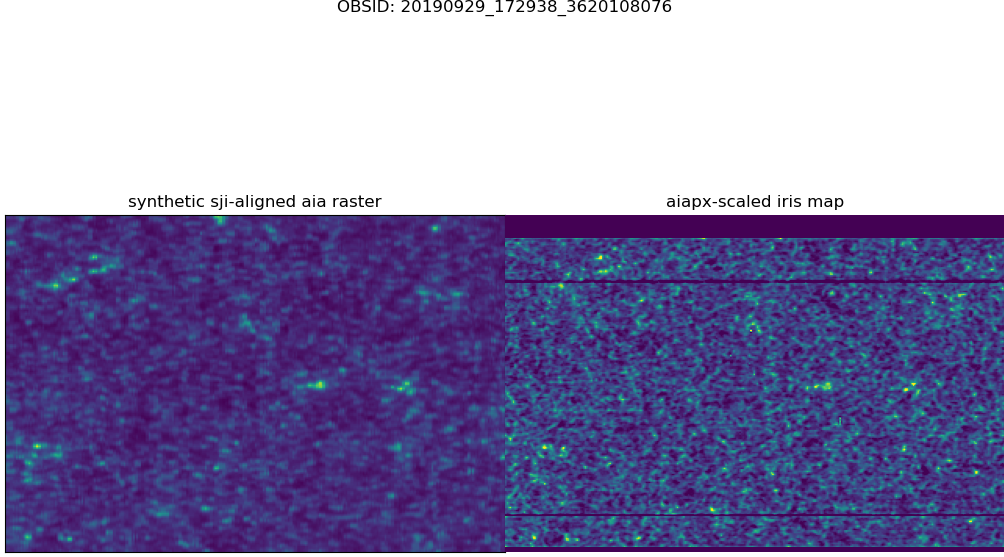 OBSID: 20190929_172938_3620108076
synthetic sji-aligned aia raster
aiapx-scaled iris map